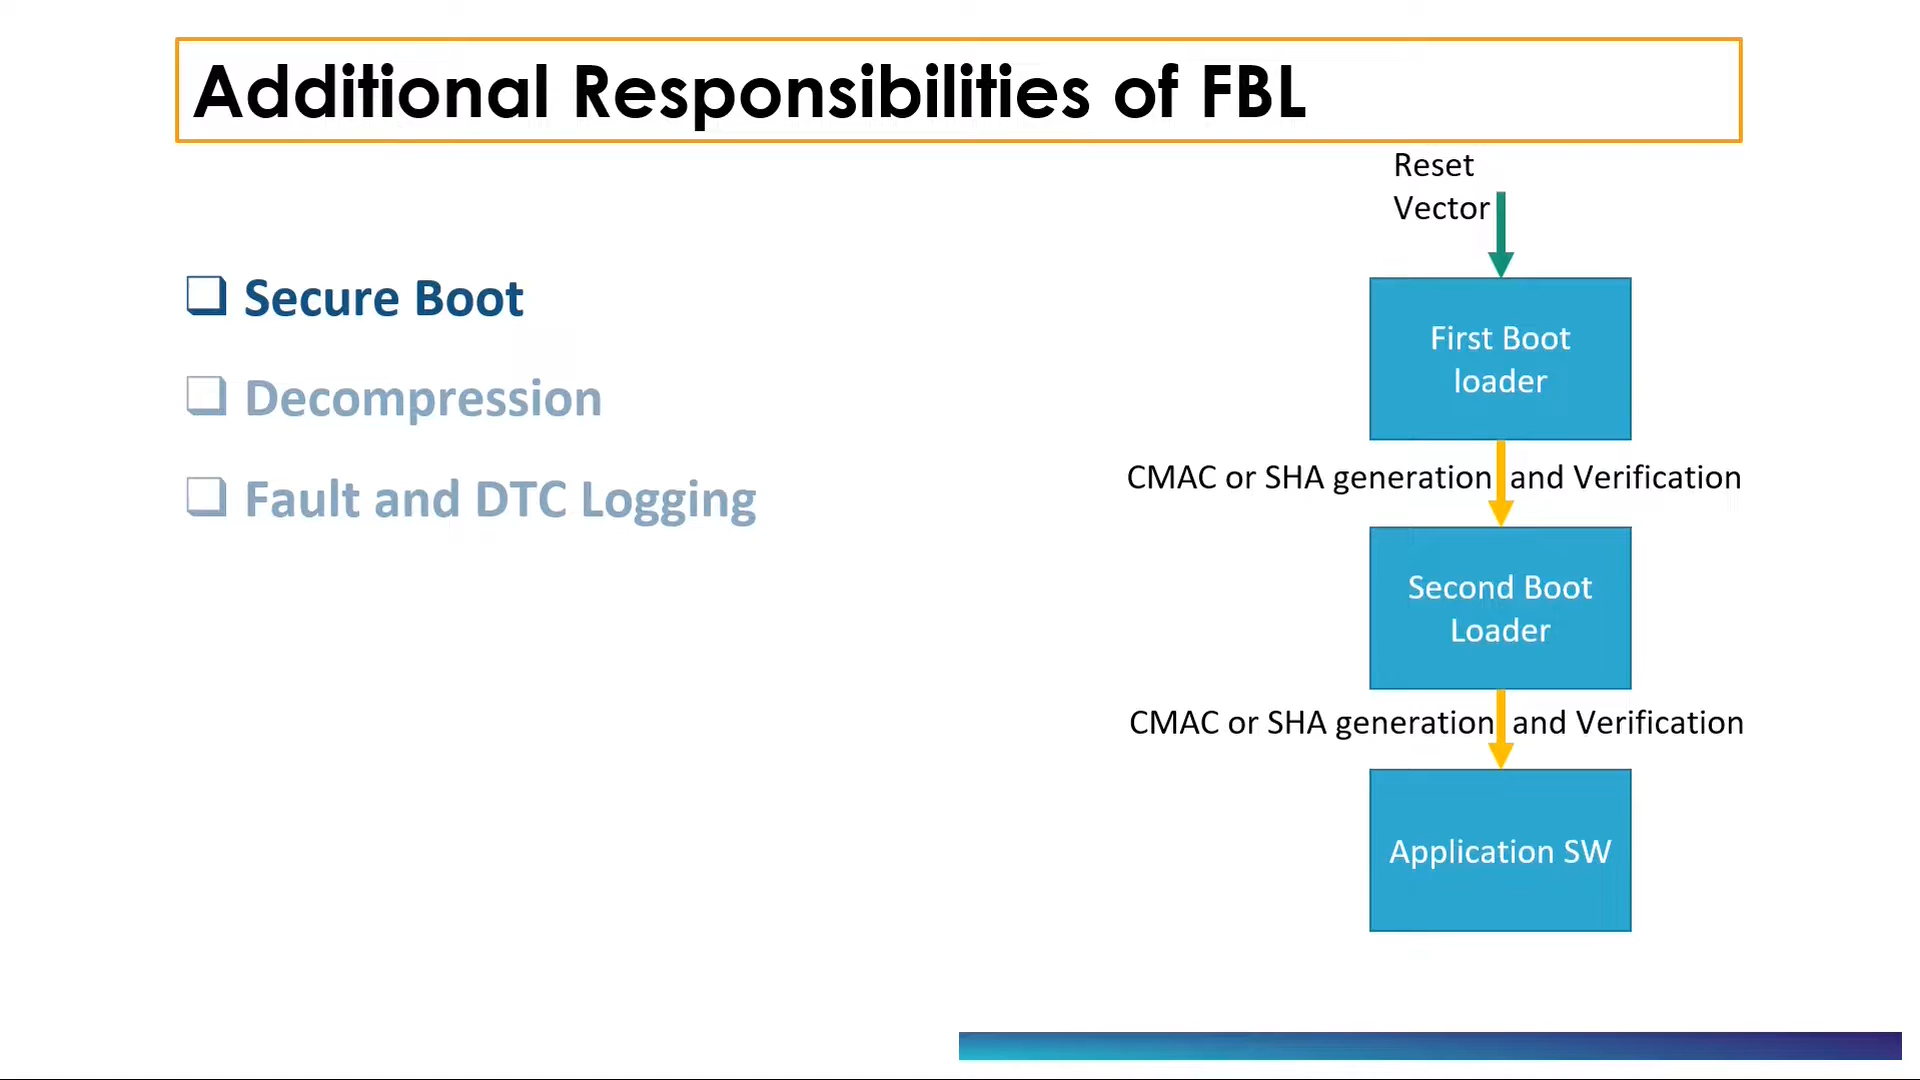 Additional Responsibilities of FBL
Secure Boot
Decompression
Fault and DTC Logging
Reset
Vector
First Boot
loader
CMAC or SHA generation and Verification
Second Boot
Loader
CMAC or SHA generation and Verification
Application SW